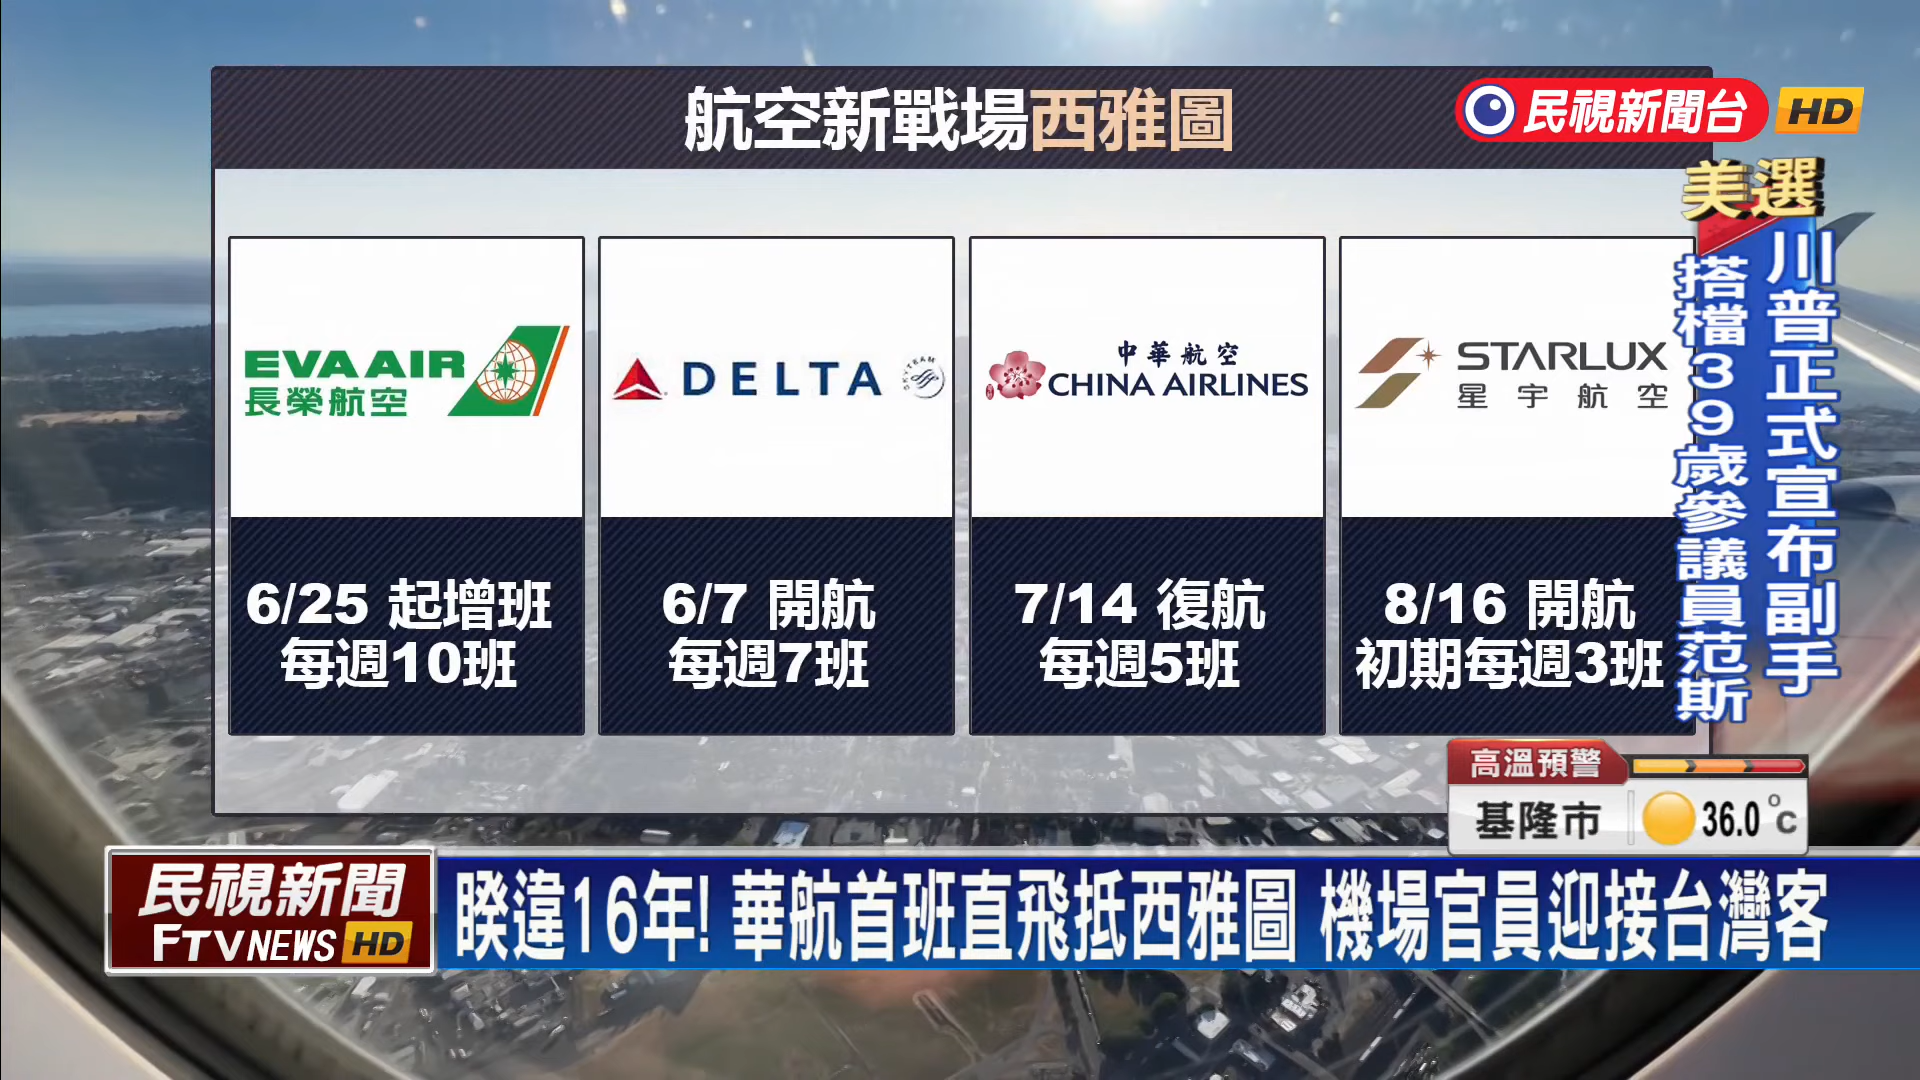 航空新戰場西雅圖
民視新聞台 HD
EVA AIR
長榮航空
6/25 起增班
每週10班
DELTA
SKYTEAM
6/7 開航
每週7班
中華航空
CHINA AIRLINES
7/14 復航
每週5班
STARLUX
星宇航空
8/16 開航
初期每週3班
美選
川普正式宣布副手
搭檔39歲參議員范斯
高溫預警
基隆市 36.0°c
民視新聞
FTVNEWS HD
睽違16年! 華航首班直飛抵西雅圖 機場官員迎接台灣客